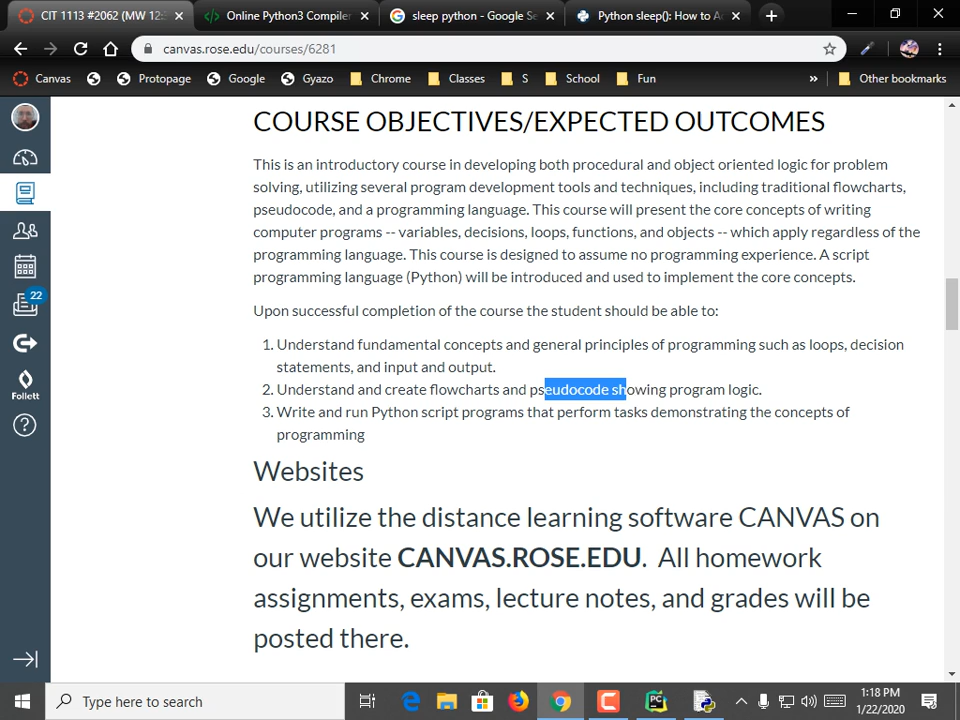 CIT 1113 #2062 (MW 12:
Online Python3 Compiler
sleep python - Google Se
Python sleep(): How to A
canvas.rose.edu/courses/6281
Canvas
Protopage
Google
Gyazo
Chrome
Classes
S
School
Fun
»
Other bookmarks
COURSE OBJECTIVES/EXPECTED OUTCOMES
This is an introductory course in developing both procedural and object oriented logic for problem
solving, utilizing several program development tools and techniques, including traditional flowcharts,
pseudocode, and a programming language. This course will present the core concepts of writing
computer programs -- variables, decisions, loops, functions, and objects -- which apply regardless of the
programming language. This course is designed to assume no programming experience. A script
programming language (Python) will be introduced and used to implement the core concepts.
Upon successful completion of the course the student should be able to:
1. Understand fundamental concepts and general principles of programming such as loops, decision
statements, and input and output.
2. Understand and create flowcharts and pseudocode showing program logic.
3. Write and run Python script programs that perform tasks demonstrating the concepts of
programming
Websites
We utilize the distance learning software CANVAS on
our website CANVAS.ROSE.EDU. All homework
assignments, exams, lecture notes, and grades will be
posted there.
22
Follett
Type here to search
PC
1:18 PM
1/22/2020